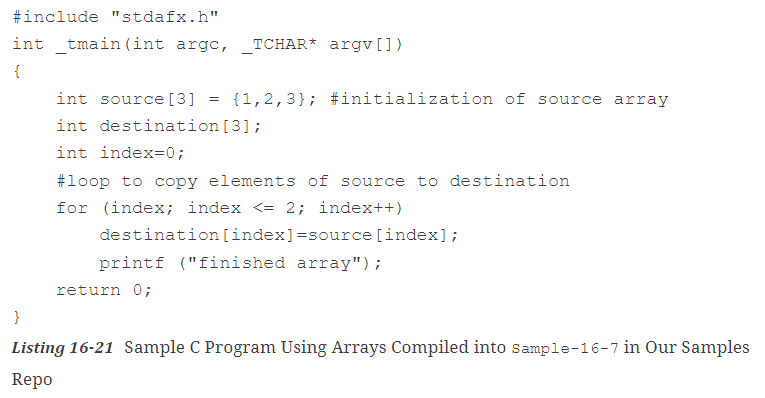 #include "stdafx.h"
int _tmain(int argc, _TCHAR* argv[])
{
    int source[3] = {1,2,3}; #initialization of source array
    int destination[3];
    int index=0;
    #loop to copy elements of source to destination
    for (index; index <= 2; index++)
        destination[index]=source[index];
        printf ("finished array");
    return 0;
}
Listing 16-21 Sample C Program Using Arrays Compiled into Sample-16-7 in Our Samples
Repo